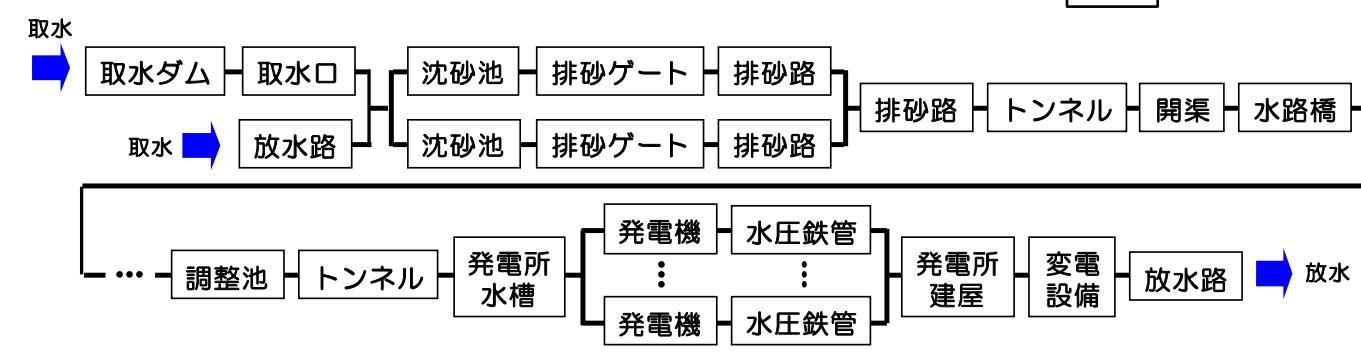 取水
取水ダム
取水口
沈砂池
排砂ゲート
排砂路
取水
放水路
沈砂池
排砂ゲート
排砂路
排砂路
トンネル
開渠
水路橋
…
調整池
トンネル
発電所
水槽
発電機
水圧鉄管
⋮
⋮
発電機
水圧鉄管
発電所
建屋
変電
設備
放水路
放水